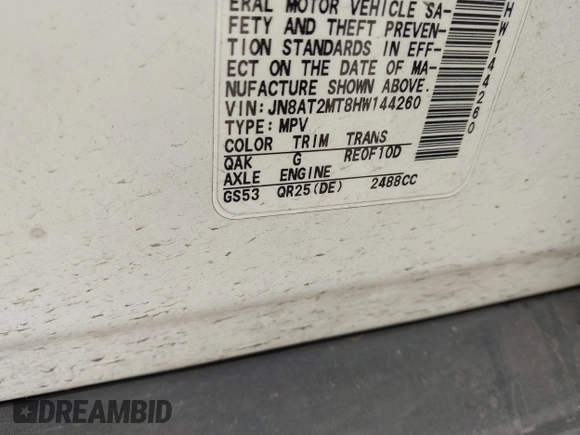 ERAL MOTOR VEHICLE SA-
FETY AND THEFT PREVEN-
TION STANDARDS IN EFF-
ECT ON THE DATE OF MA-
NUFACTURE SHOWN ABOVE.
VIN: JN8AT2MT8HW144260
TYPE: MPV
COLOR TRIM TRANS
QAK G RE0F10D
AXLE ENGINE
GS53 QR25(DE) 2488CC
HW144260
DREAMBID